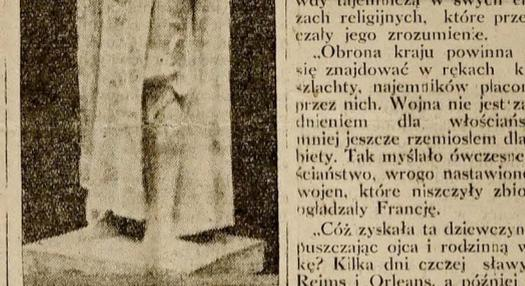 wdy tajemniczą w swych
zach religijnych, które prze
czały jego zrozumienie.
„Obrona kraju powinna
się znajdować w rękach k
szlachty, najemników płacon
przez nich. Wojna nie jest za
dnieniem dla włościańs
mniej jeszcze rzemiosłem dla
biety. Tak myślało ówczesne
ściaństwo, wrogo nastawione
wojen, które niszczyły zbio
oglądzały Francję.
„Cóż zyskała ta dziewczyn
puszczając ojca i rodzinną w
kę? Kilka dni czczej sławy
Reims i Orleans, a później